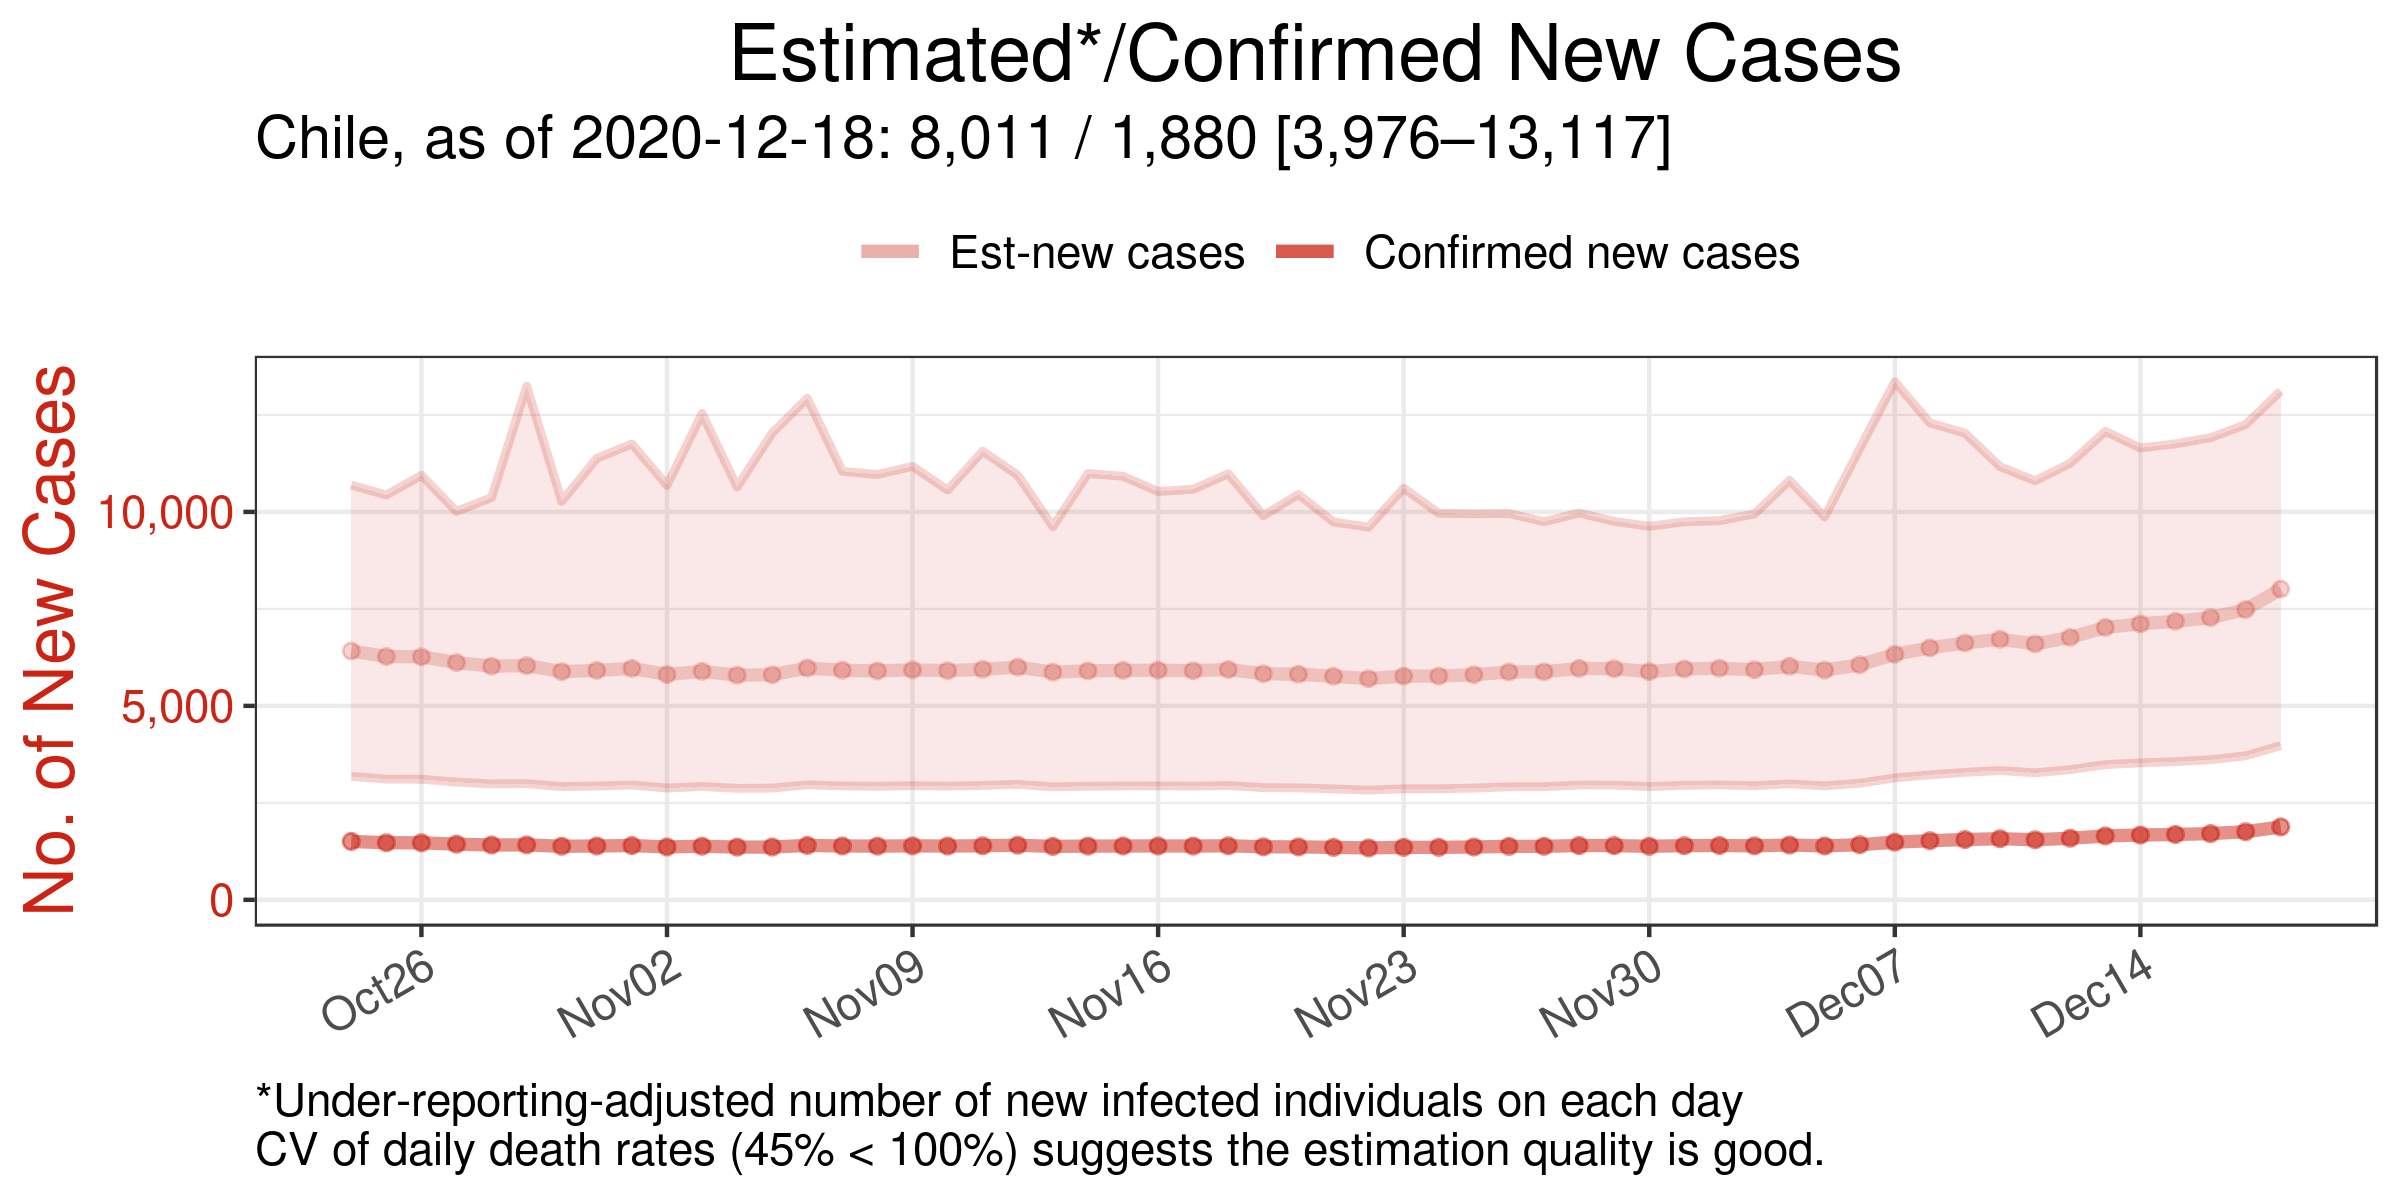 Estimated*/Confirmed New Cases
Chile, as of 2020-12-18: 8,011 / 1,880 [3,976–13,117]
Est-new cases
Confirmed new cases
No. of New Cases
10,000
5,000
0
Oct26
Nov02
Nov09
Nov16
Nov23
Nov30
Dec07
Dec14
*Under-reporting-adjusted number of new infected individuals on each day
CV of daily death rates (45% < 100%) suggests the estimation quality is good.